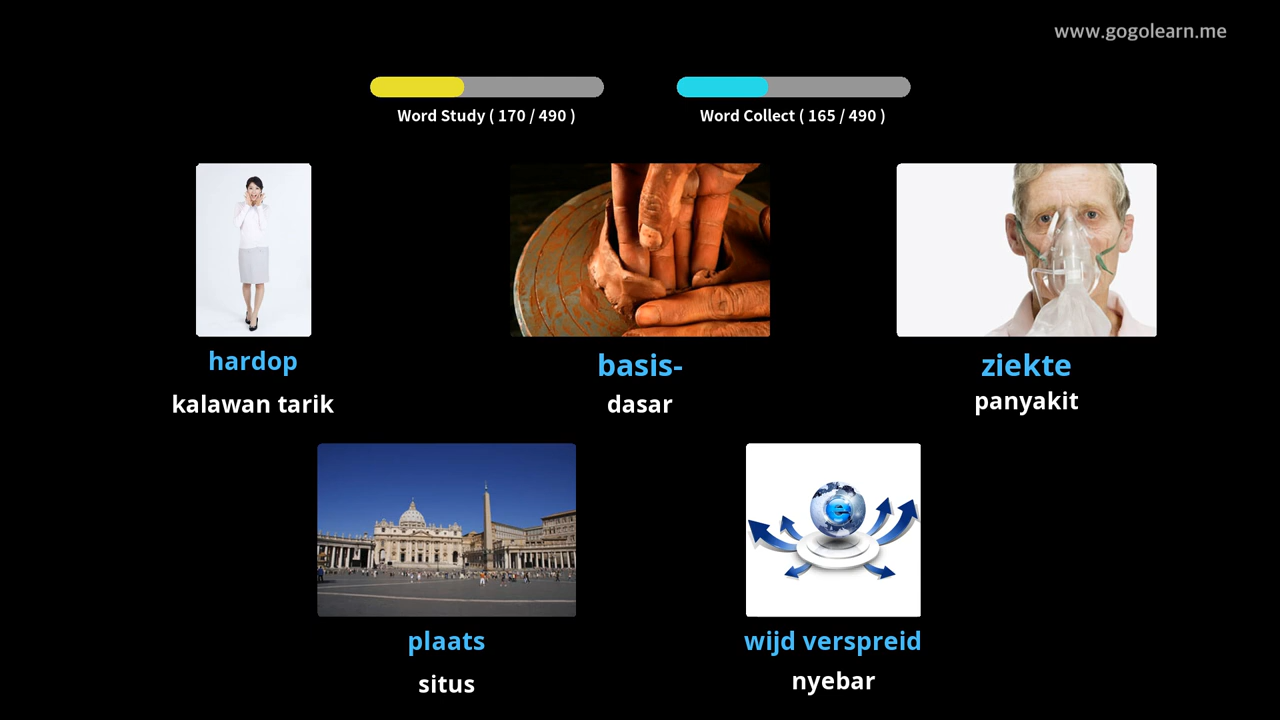 www.gogolearn.me
Word Study ( 170 / 490 )
Word Collect ( 165 / 490 )
hardop
kalawan tarik
basis-
dasar
ziekte
panyakit
e
plaats
situs
wijd verspreid
nyebar